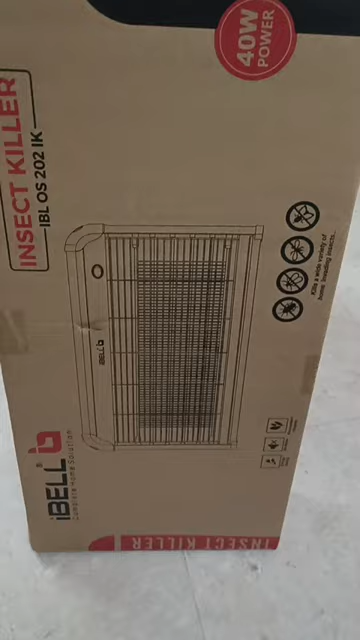 40W
POWER
INSECT KILLER
IBL OS 202 IK
Kills a wide variety of
home invading insects...
iBELL
iBELL
Complete Home Solution
INSECT KILLER